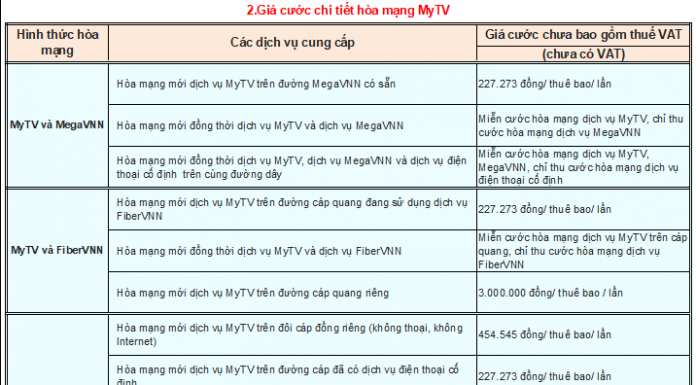 2.Giá cước chi tiết hòa mạng MyTV
Hình thức hòa
mạng
Các dịch vụ cung cấp
Giá cước chưa bao gồm thuế VAT
(chưa có VAT)
MyTV và MegaVNN
Hòa mạng mới dịch vụ MyTV trên đường MegaVNN có sẵn
227.273 đồng/ thuê bao/ lần
Hòa mạng mới đồng thời dịch vụ MyTV và dịch vụ MegaVNN
Miễn cước hòa mạng dịch vụ MyTV, chỉ thu
cước hòa mạng dịch vụ MegaVNN
Hòa mạng mới đồng thời dịch vụ MyTV, dịch vụ MegaVNN và dịch vụ điện
thoại cố định trên cùng đường dây
Miễn cước hòa mạng dịch vụ MyTV,
MegaVNN, chỉ thu cước hòa mạng dịch vụ
điện thoại cố định
MyTV và FiberVNN
Hòa mạng mới dịch vụ MyTV trên đường cáp quang đang sử dụng dịch vụ
FiberVNN
227.273 đồng/ thuê bao/ lần
Hòa mạng mới đồng thời dịch vụ MyTV và dịch vụ FiberVNN
Miễn cước hòa mạng dịch vụ MyTV trên cáp
quang, chỉ thu cước hòa mạng dịch vụ
FiberVNN
Hòa mạng mới dịch vụ MyTV trên đường cáp quang riêng
3.000.000 đồng/ thuê bao / lần
Hòa mạng mới dịch vụ MyTV trên đôi cáp đồng riêng (không thoại, không
Internet)
454.545 đồng/ thuê bao/ lần
Hòa mạng mới dịch vụ MyTV trên đường cáp đã có dịch vụ điện thoại cố
định
227.273 đồng/ thuê bao/ lần